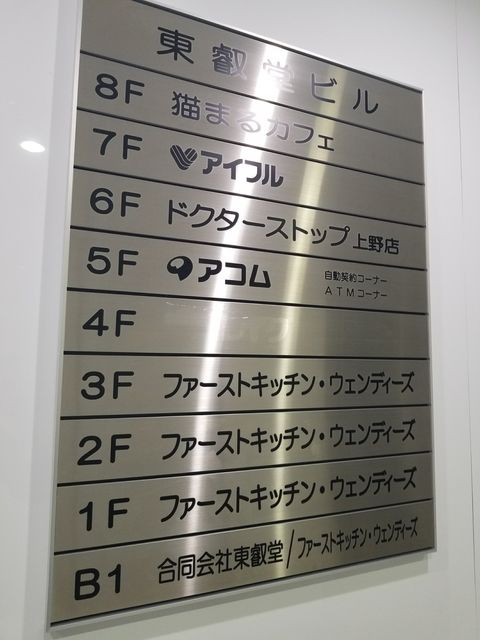 東叡堂ビル
8F 猫まるカフェ
7F アイフル
6F ドクターストップ 上野店
5F アコム 自動契約コーナー
ATMコーナー
4F
3F ファーストキッチン・ウェンディーズ
2F ファーストキッチン・ウェンディーズ
1F ファーストキッチン・ウェンディーズ
B1 合同会社東叡堂/ファーストキッチン・ウェンディーズ